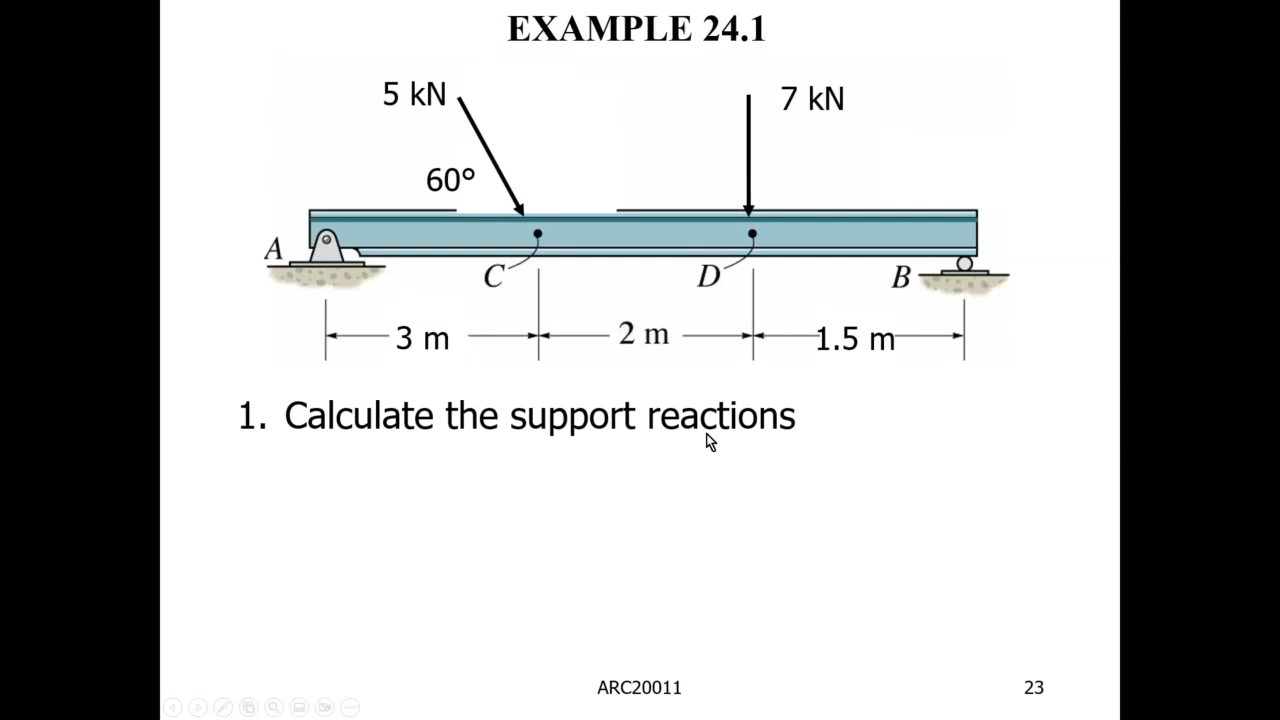 EXAMPLE 24.1
5 kN
7 kN
60°
A
C
D
B
3 m
2 m
1.5 m
1. Calculate the support reactions
ARC20011
23